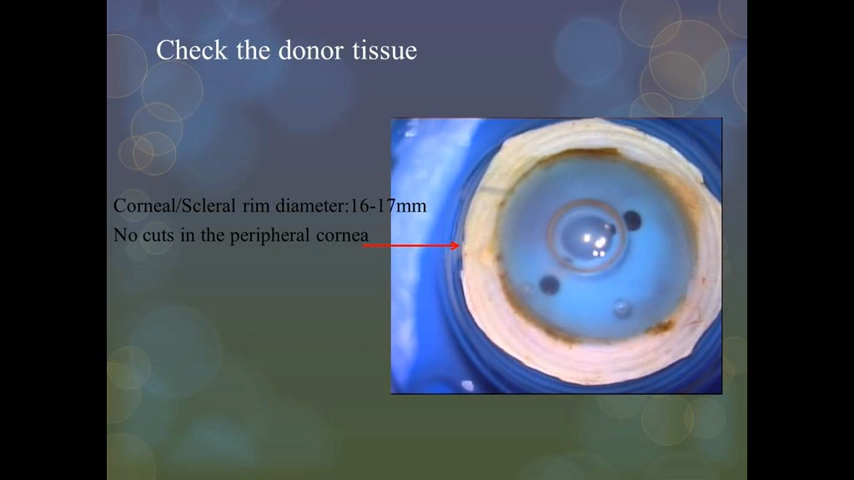 Check the donor tissue
Corneal/Scleral rim diameter:16-17mm
No cuts in the peripheral cornea